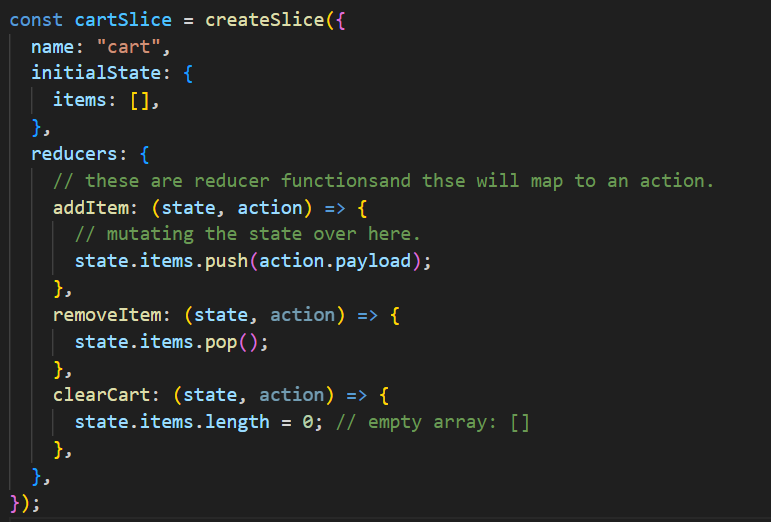 const cartSlice = createSlice({
  name: "cart",
  initialState: {
    items: [],
  },
  reducers: {
    // these are reducer functionsand thse will map to an action.
    addItem: (state, action) => {
      // mutating the state over here.
      state.items.push(action.payload);
    },
    removeItem: (state, action) => {
      state.items.pop();
    },
    clearCart: (state, action) => {
      state.items.length = 0; // empty array: []
    },
  },
});